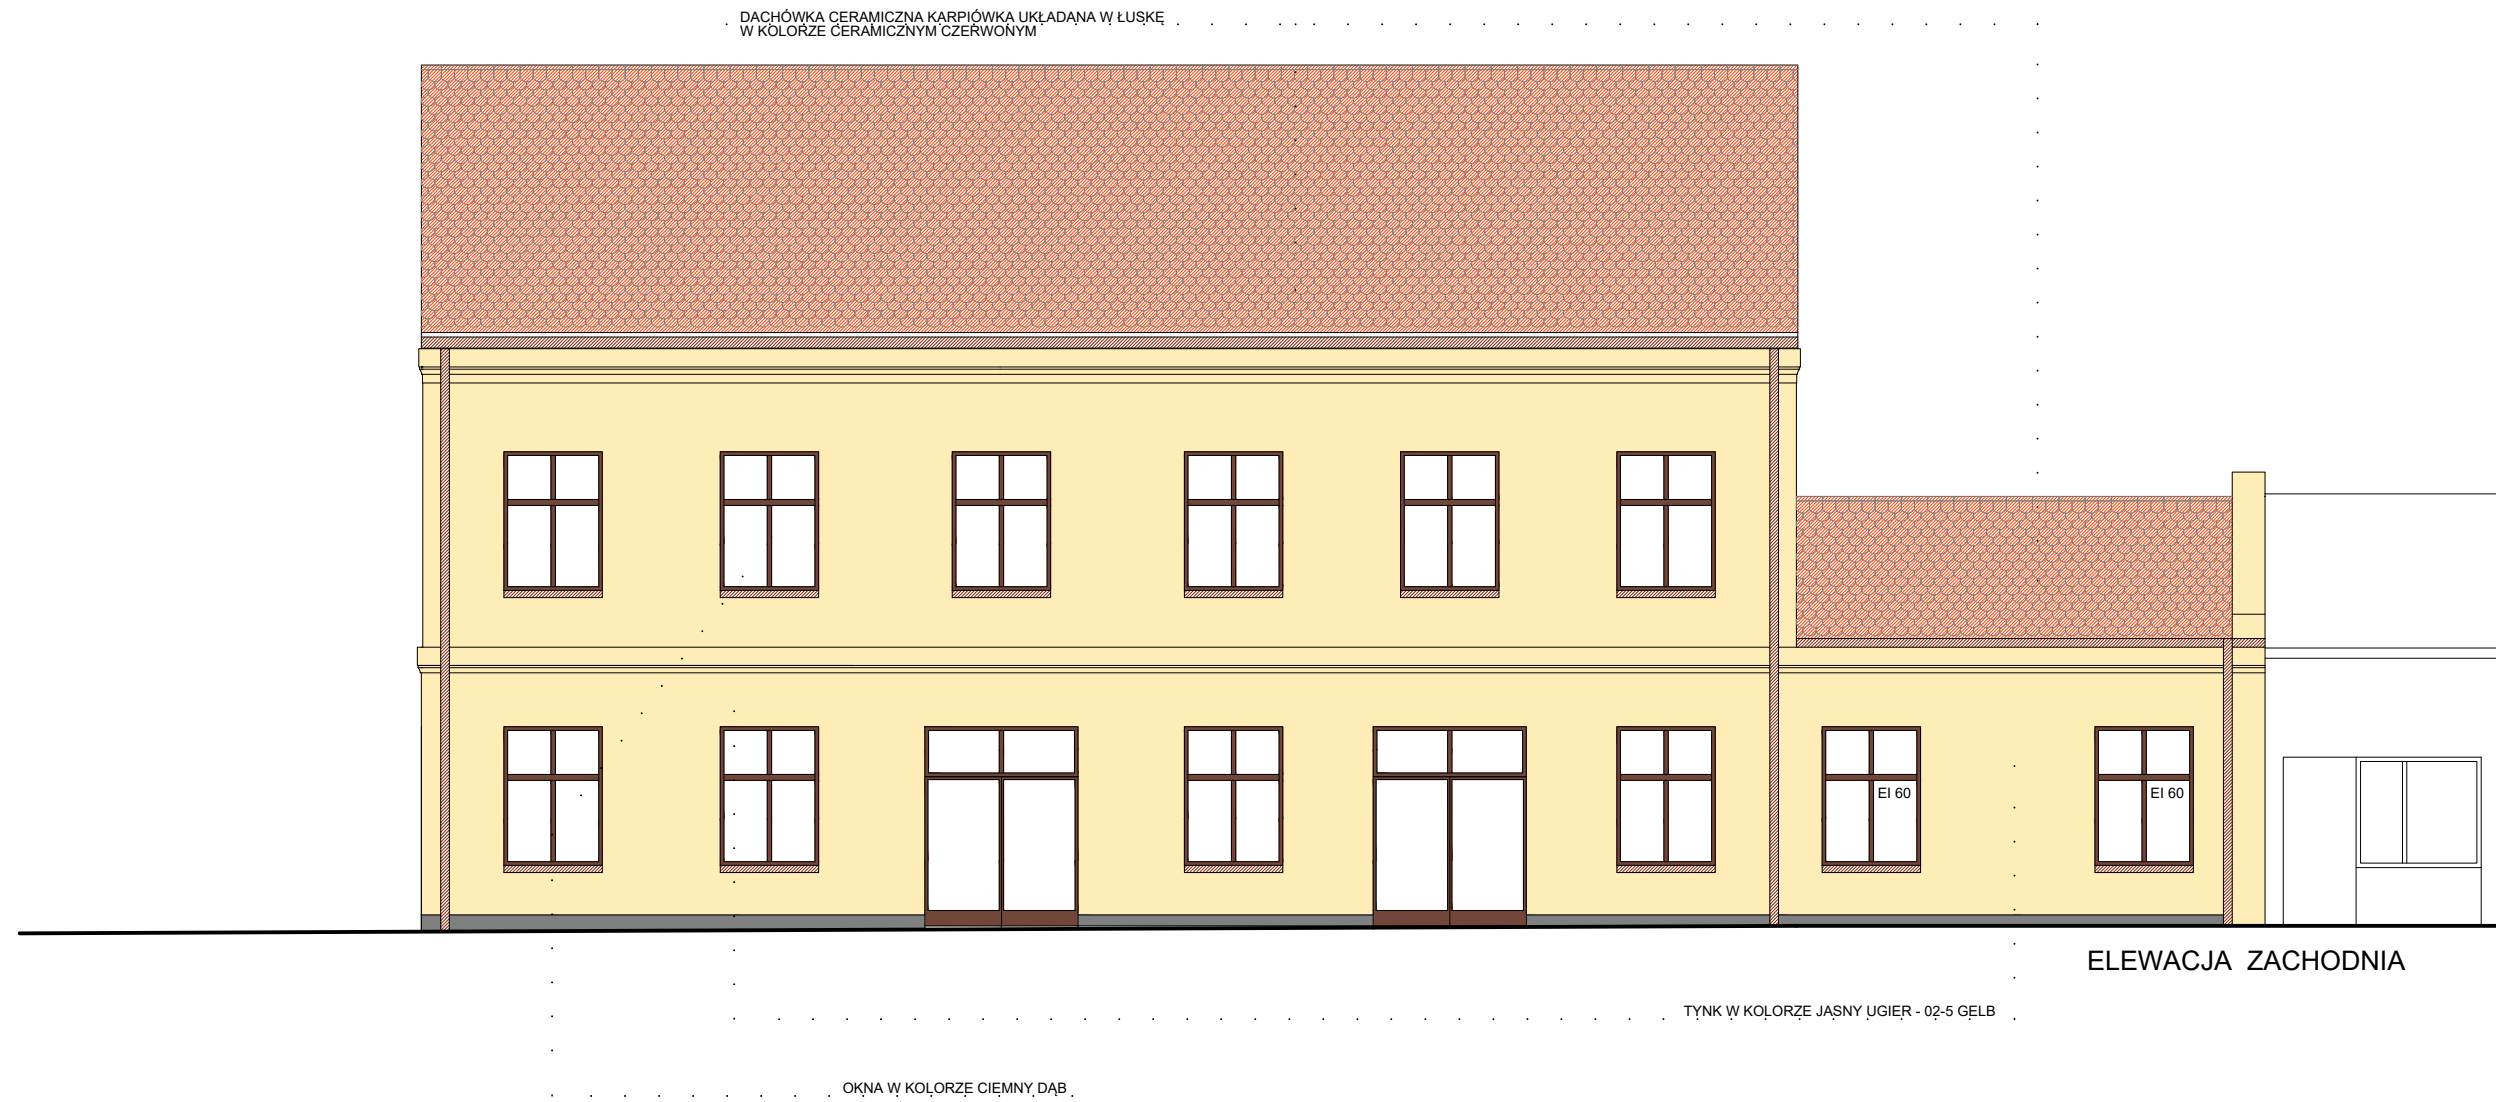 DACHÓWKA CERAMICZNA KARPIÓWKA UKŁADANA W ŁUSKĘ
W KOLORZE CERAMICZNYM CZERWONYM
EI 60
EI 60
ELEWACJA ZACHODNIA
TYNK W KOLORZE JASNY UGIER - 02-5 GELB
OKNA W KOLORZE CIEMNY DĄB